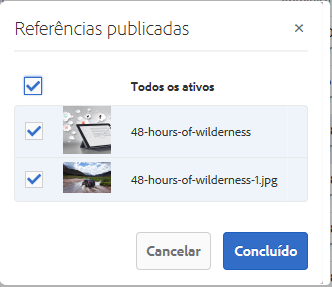 Referências publicadas
Todos os ativos
48-hours-of-wilderness
48-hours-of-wilderness-1.jpg
Cancelar
Concluído